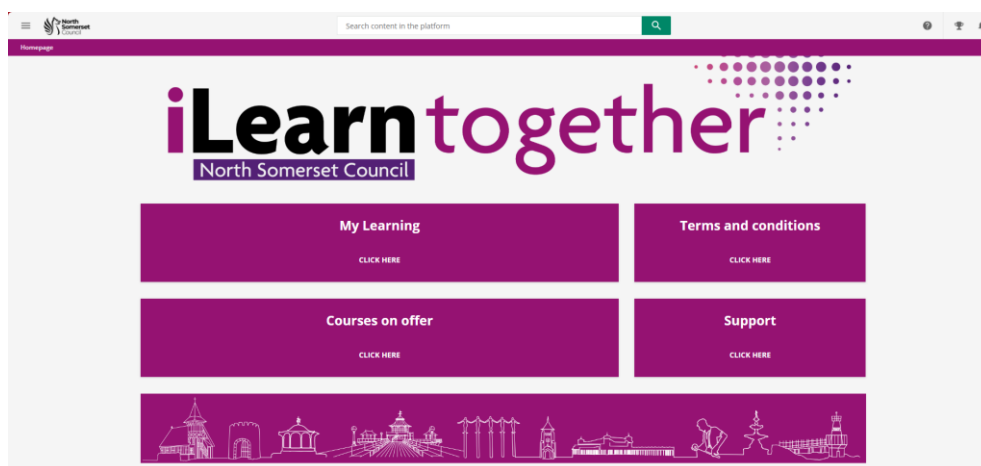 North
Somerset
Council
Search content in the platform
Homepage
iLearn together
North Somerset Council
My Learning
CLICK HERE
Terms and conditions
CLICK HERE
Courses on offer
CLICK HERE
Support
CLICK HERE